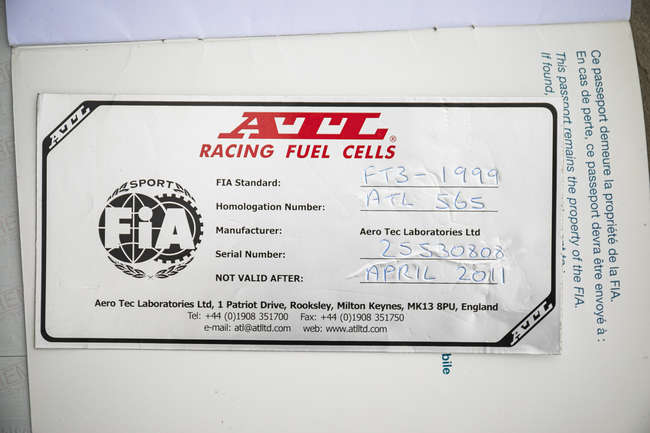 ATL
ATL®
RACING FUEL CELLS
SPORT
FiA
FIA Standard: FT3-1999
Homologation Number: ATL 565
Manufacturer: Aero Tec Laboratories Ltd
Serial Number: 25530808
NOT VALID AFTER: APRIL 2011
Aero Tec Laboratories Ltd, 1 Patriot Drive, Rooksley, Milton Keynes, MK13 8PU, England
Tel: +44 (0)1908 351700 Fax: +44 (0)1908 351750
e-mail: atl@atlltd.com web: www.atlltd.com
ATL
Ce passeport demeure la propriété de la FIA.
En cas de perte, ce passeport devra être envoyé à :
This passport remains the property of the FIA.
If found,
bile